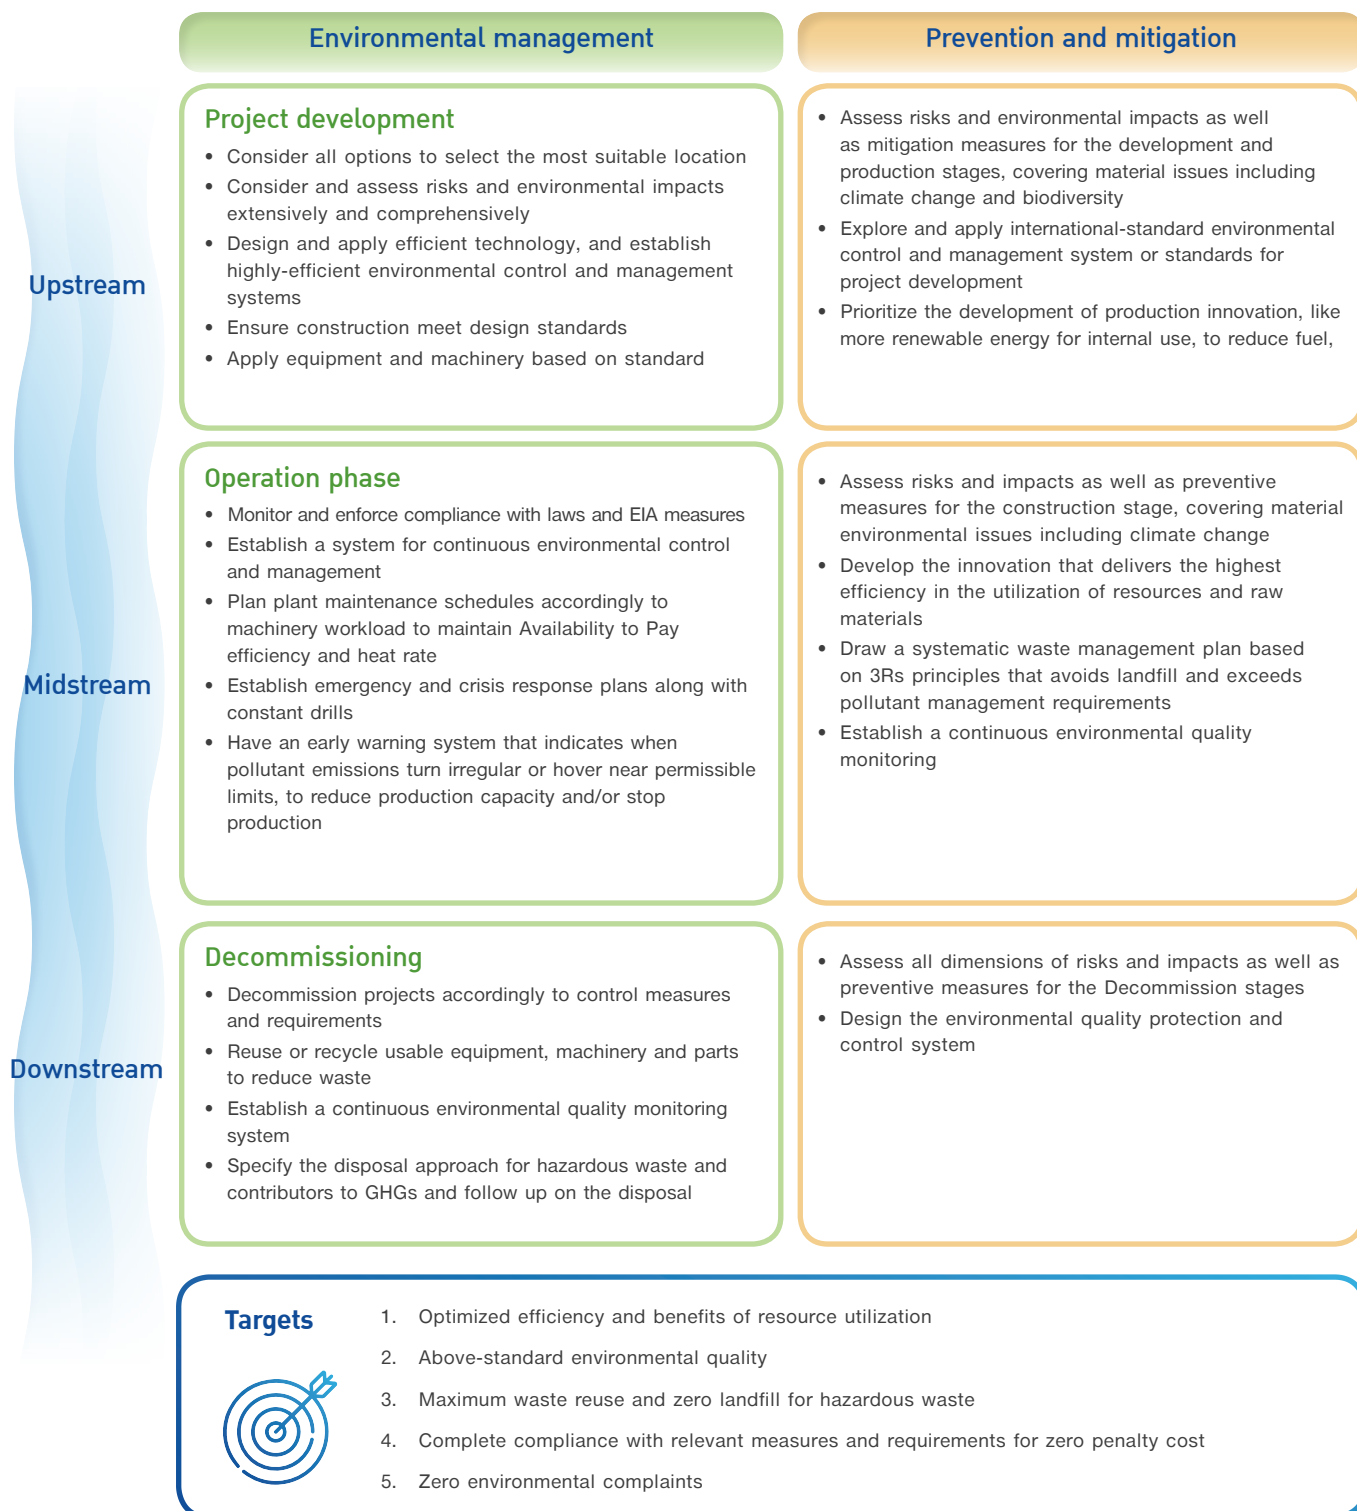 Environmental management
Prevention and mitigation
Upstream
Project development
• Consider all options to select the most suitable location
• Consider and assess risks and environmental impacts
extensively and comprehensively
• Design and apply efficient technology, and establish
highly-efficient environmental control and management
systems
• Ensure construction meet design standards
• Apply equipment and machinery based on standard
• Assess risks and environmental impacts as well
as mitigation measures for the development and
production stages, covering material issues including
climate change and biodiversity
• Explore and apply international-standard environmental
control and management system or standards for
project development
• Prioritize the development of production innovation, like
more renewable energy for internal use, to reduce fuel,
Midstream
Operation phase
• Monitor and enforce compliance with laws and EIA measures
• Establish a system for continuous environmental control
and management
• Plan plant maintenance schedules accordingly to
machinery workload to maintain Availability to Pay
efficiency and heat rate
• Establish emergency and crisis response plans along with
constant drills
• Have an early warning system that indicates when
pollutant emissions turn irregular or hover near permissible
limits, to reduce production capacity and/or stop
production
• Assess risks and impacts as well as preventive
measures for the construction stage, covering material
environmental issues including climate change
• Develop the innovation that delivers the highest
efficiency in the utilization of resources and raw
materials
• Draw a systematic waste management plan based
on 3Rs principles that avoids landfill and exceeds
pollutant management requirements
• Establish a continuous environmental quality
monitoring
Downstream
Decommissioning
• Decommission projects accordingly to control measures
and requirements
• Reuse or recycle usable equipment, machinery and parts
to reduce waste
• Establish a continuous environmental quality monitoring
system
• Specify the disposal approach for hazardous waste and
contributors to GHGs and follow up on the disposal
• Assess all dimensions of risks and impacts as well as
preventive measures for the Decommission stages
• Design the environmental quality protection and
control system
Targets
1. Optimized efficiency and benefits of resource utilization
2. Above-standard environmental quality
3. Maximum waste reuse and zero landfill for hazardous waste
4. Complete compliance with relevant measures and requirements for zero penalty cost
5. Zero environmental complaints